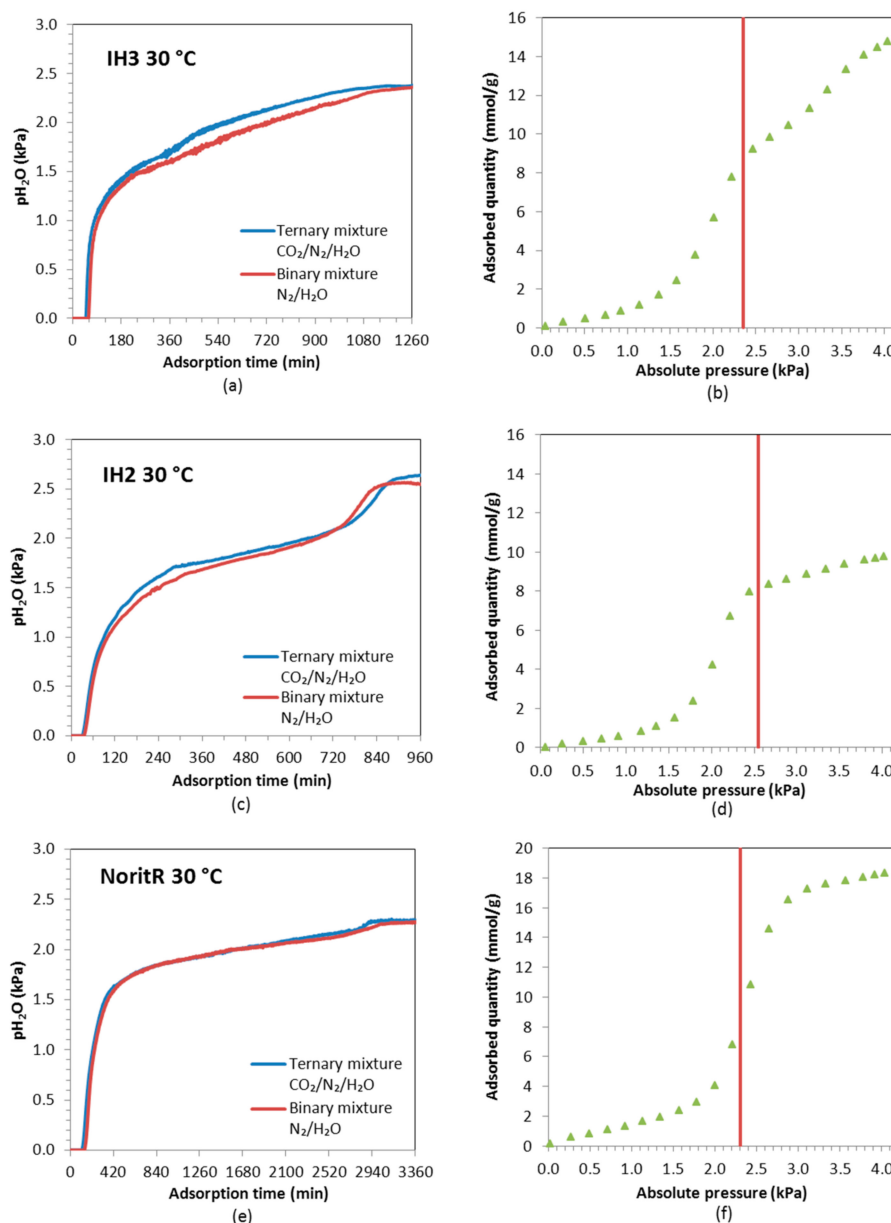 IH3 30 °C
pH₂O (kPa)
3.0
2.5
2.0
1.5
1.0
0.5
0.0
Ternary mixture
CO₂/N₂/H₂O
Binary mixture
N₂/H₂O
0 180 360 540 720 900 1080 1260
Adsorption time (min)
(a)
Adsorbed quantity (mmol/g)
16
14
12
10
8
6
4
2
0
0.0 0.5 1.0 1.5 2.0 2.5 3.0 3.5 4.0
Absolute pressure (kPa)
(b)
IH2 30 °C
pH₂O (kPa)
3.0
2.5
2.0
1.5
1.0
0.5
0.0
Ternary mixture
CO₂/N₂/H₂O
Binary mixture
N₂/H₂O
0 120 240 360 480 600 720 840 960
Adsorption time (min)
(c)
Adsorbed quantity (mmol/g)
16
14
12
10
8
6
4
2
0
0.0 0.5 1.0 1.5 2.0 2.5 3.0 3.5 4.0
Absolute pressure (kPa)
(d)
NoritR 30 °C
pH₂O (kPa)
3.0
2.5
2.0
1.5
1.0
0.5
0.0
Ternary mixture
CO₂/N₂/H₂O
Binary mixture
N₂/H₂O
0 420 840 1260 1680 2100 2520 2940 3360
Adsorption time (min)
(e)
Adsorbed quantity (mmol/g)
20
18
16
14
12
10
8
6
4
2
0
0.0 0.5 1.0 1.5 2.0 2.5 3.0 3.5 4.0
Absolute pressure (kPa)
(f)